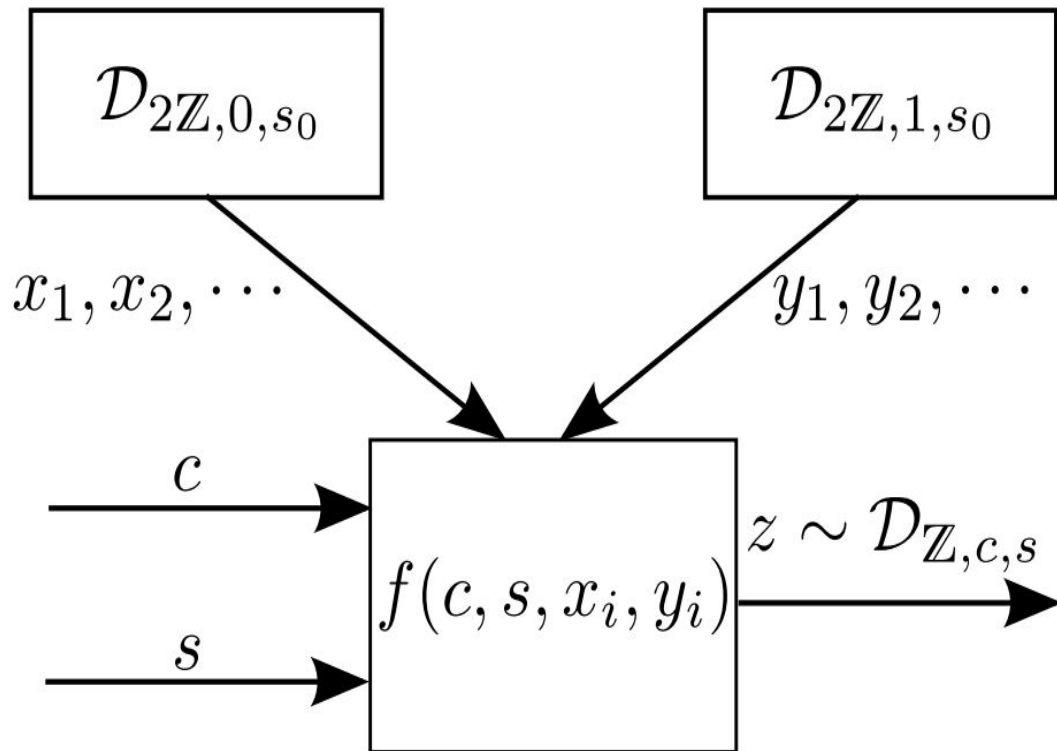 𝒟_{2ℤ,0,s_0}
𝒟_{2ℤ,1,s_0}
x_1, x_2, ⋯
y_1, y_2, ⋯
c
z ∼ 𝒟_{ℤ,c,s}
f(c, s, x_i, y_i)
s